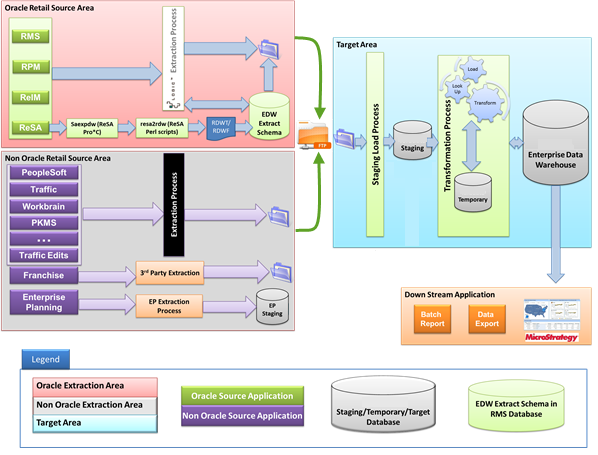 Oracle Retail Source Area
RMS
RPM
ReIM
ReSA
Extraction Process
Saexpdw (ReSA
Pro*C)
resa2rdw (ReSA
Perl scripts)
RDWT/
RDWF
EDW
Extract
Schema
Non Oracle Retail Source Area
PeopleSoft
Traffic
Workbrain
PKMS
...
Traffic Edits
Franchise
Enterprise
Planning
Extraction Process
3rd Party Extraction
EP Extraction
Process
EP
Staging
FTP
Target Area
Staging Load Process
Staging
Transformation Process
Load
Look
Up
Transform
Temporary
Enterprise Data
Warehouse
Down Stream Application
Batch
Report
Data
Export
MicroStrategy
Legend
Oracle Extraction Area
Non Oracle Extraction Area
Target Area
Oracle Source Application
Non Oracle Source Application
Staging/Temporary/Target
Database
EDW Extract Schema in
RMS Database